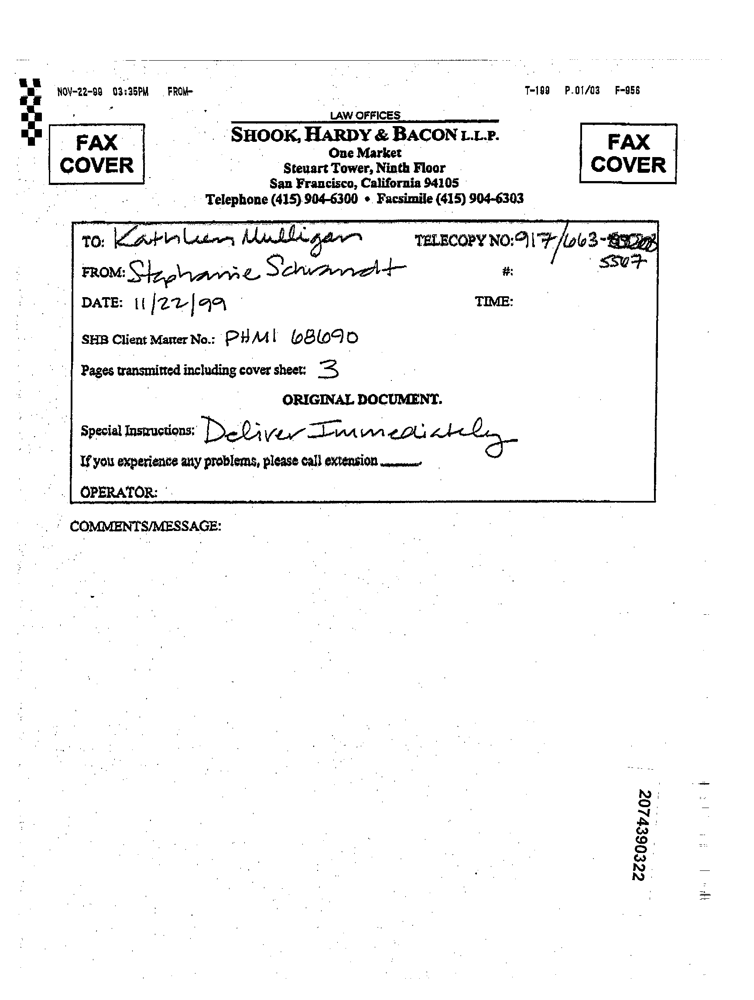 NOV-22-99 03:35PM FROM- T-199 P.01/03 F-956
LAW OFFICES
FAX COVER
SHOOK, HARDY & BACON L.L.P.
One Market
Steuart Tower, Ninth Floor
San Francisco, California 94105
Telephone (415) 904-6300 • Facsimile (415) 904-6303
FAX COVER
TO: Kathleen Mulligan TELECOPY NO: 917/663-
5507
FROM: Stephanie Schrandt #:
DATE: 11/22/99 TIME:
SHB Client Matter No.: PHMI 68690
Pages transmitted including cover sheet: 3
ORIGINAL DOCUMENT.
Special Instructions: Deliver Immediately
If you experience any problems, please call extension
OPERATOR:
COMMENTS/MESSAGE:
2074390322